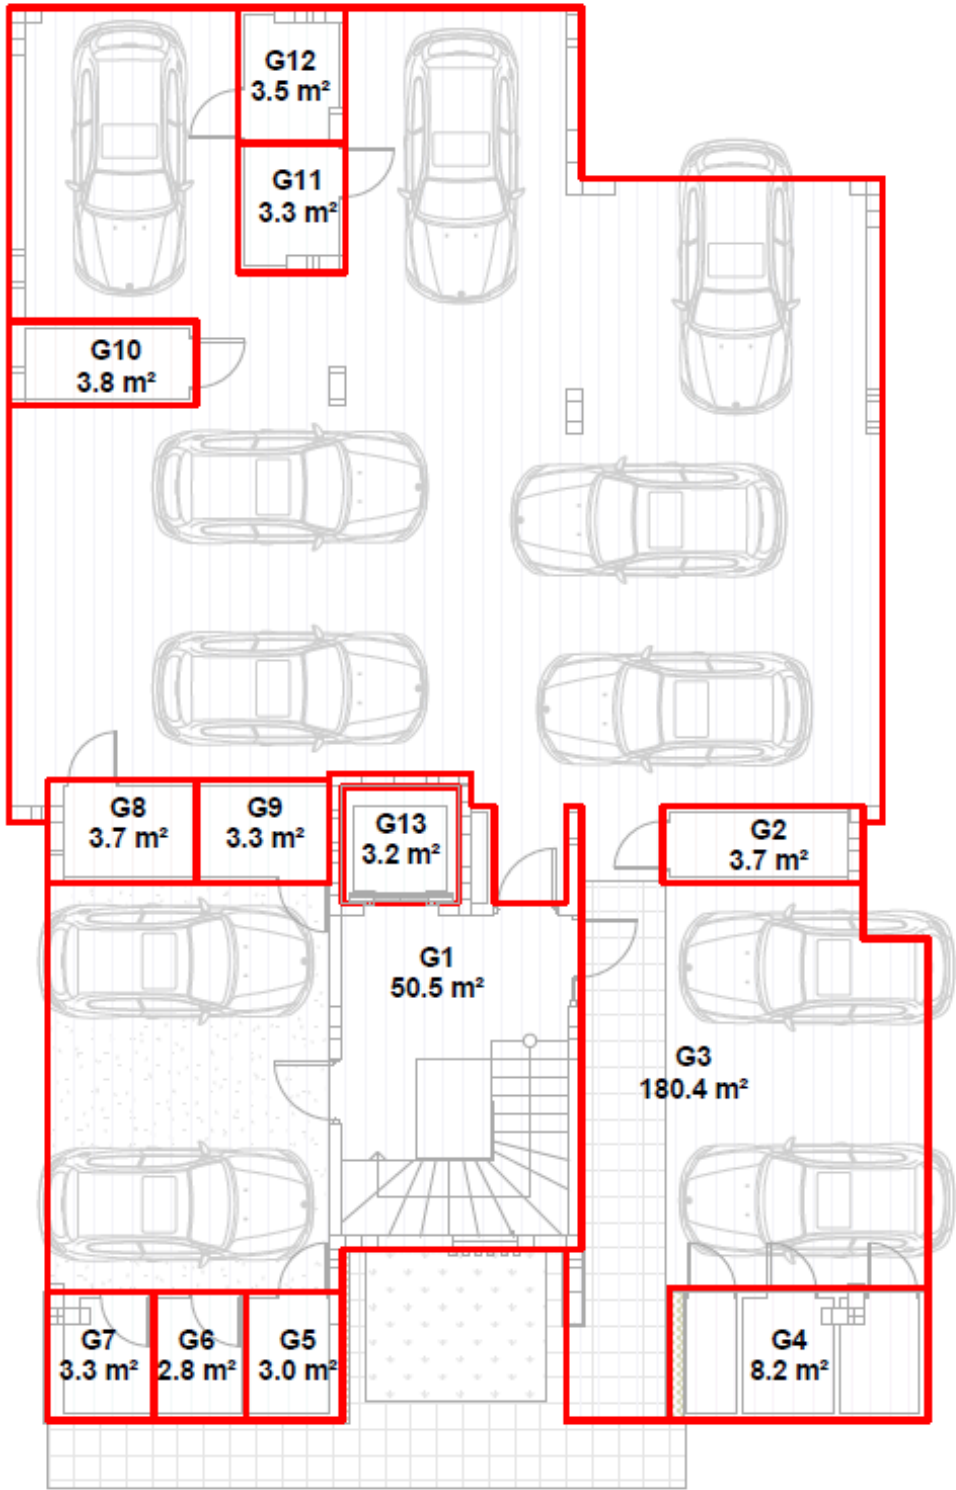 G12
3.5 m²
G11
3.3 m²
G10
3.8 m²
G8
3.7 m²
G9
3.3 m²
G13
3.2 m²
G2
3.7 m²
G1
50.5 m²
G3
180.4 m²
G7
3.3 m²
G6
2.8 m²
G5
3.0 m²
G4
8.2 m²